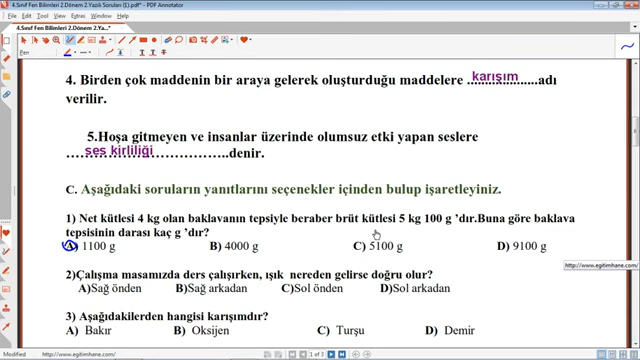 4.Sınıf Fen Bilimleri 2.Dönem 2.Yazılı Soruları (1).pdf* - PDF Annotator
File Edit Tool View Document Extras Window Help
4.Sınıf Fen Bilimleri 2.Dönem 2.Ya...*
Pen
4. Birden çok maddenin bir araya gelerek oluşturduğu maddelere karışım adı
verilir.
5.Hoşa gitmeyen ve insanlar üzerinde olumsuz etki yapan seslere
ses kirliliği denir.
C. Aşağıdaki soruların yanıtlarını seçenekler içinden bulup işaretleyiniz.
1) Net kütlesi 4 kg olan baklavanın tepsiyle beraber brüt kütlesi 5 kg 100 g 'dır.Buna göre baklava
tepsisinin darası kaç g 'dır?
A) 1100 g B) 4000 g C) 5100 g D) 9100 g
http://www.egitimhane.com/
2)Çalışma masamızda ders çalışırken, ışık nereden gelirse doğru olur?
A)Sağ önden B)Sağ arkadan C)Sol önden D)Sol arkadan
3) Aşağıdakilerden hangisi karışımdır?
A) Bakır B) Oksijen C) Turşu D) Demir
Modified http://www.egitimhane.com/ 1 of 3